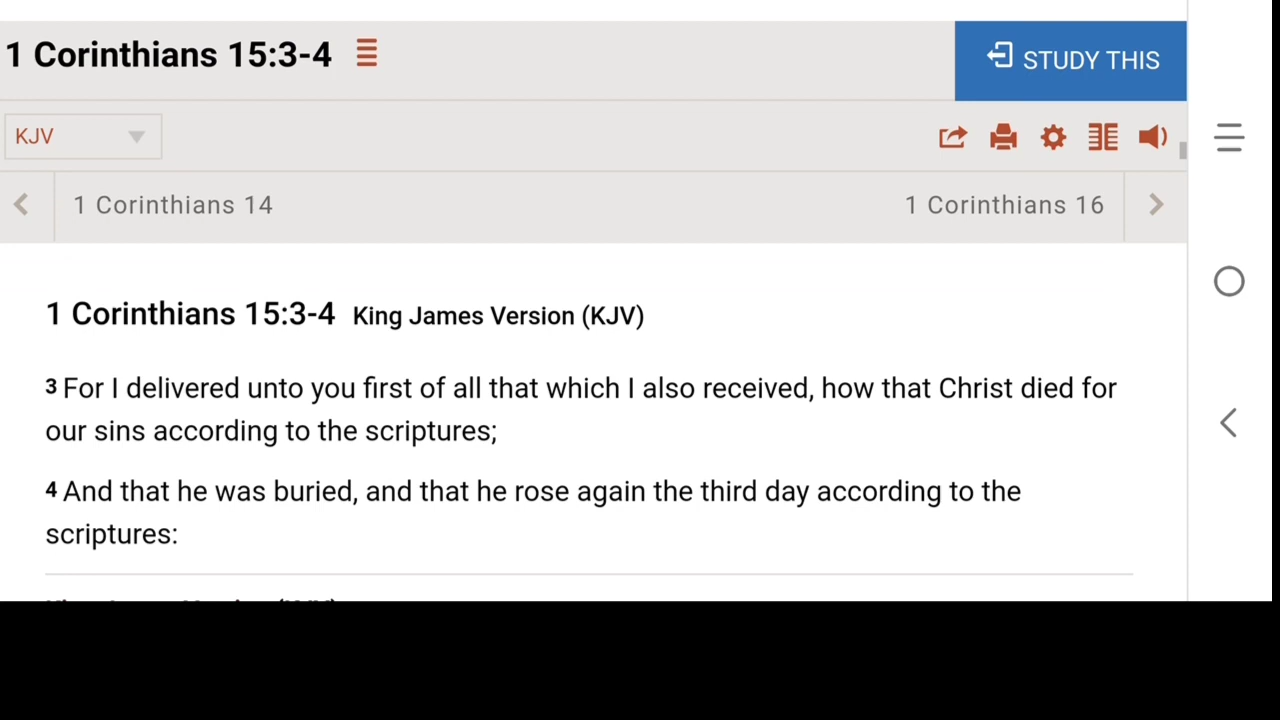 1 Corinthians 15:3-4
STUDY THIS
KJV
1 Corinthians 14
1 Corinthians 16
1 Corinthians 15:3-4 King James Version (KJV)
3 For I delivered unto you first of all that which I also received, how that Christ died for
our sins according to the scriptures;
4 And that he was buried, and that he rose again the third day according to the
scriptures: